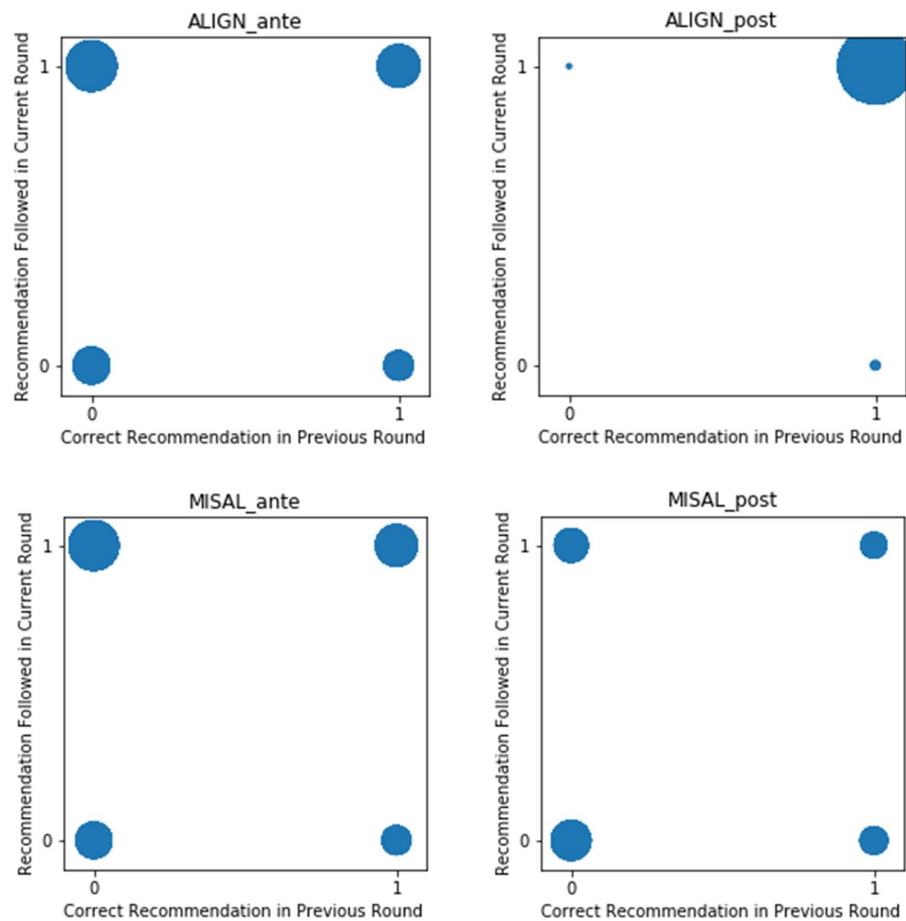 ALIGN_ante
Recommendation Followed in Current Round
1
0
0
1
Correct Recommendation in Previous Round
ALIGN_post
Recommendation Followed in Current Round
1
0
0
1
Correct Recommendation in Previous Round
MISAL_ante
Recommendation Followed in Current Round
1
0
0
1
Correct Recommendation in Previous Round
MISAL_post
Recommendation Followed in Current Round
1
0
0
1
Correct Recommendation in Previous Round